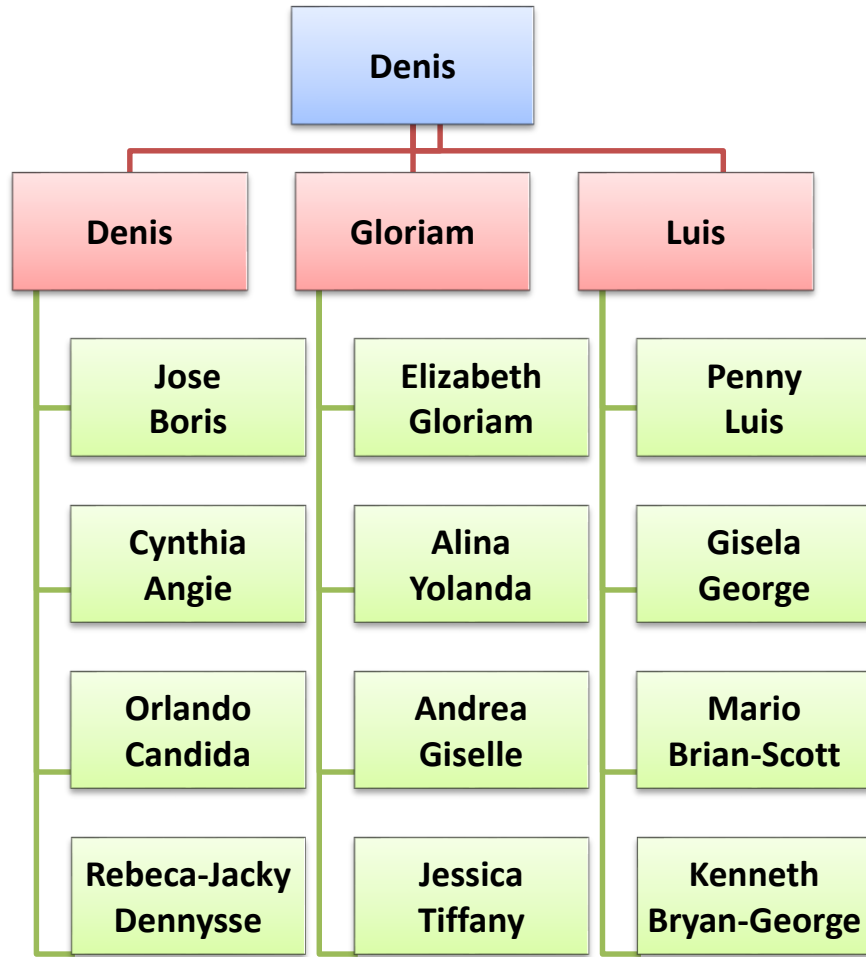 Denis
Denis
Gloriam
Luis
Jose
Boris
Elizabeth
Gloriam
Penny
Luis
Cynthia
Angie
Alina
Yolanda
Gisela
George
Orlando
Candida
Andrea
Giselle
Mario
Brian-Scott
Rebeca-Jacky
Dennysse
Jessica
Tiffany
Kenneth
Bryan-George